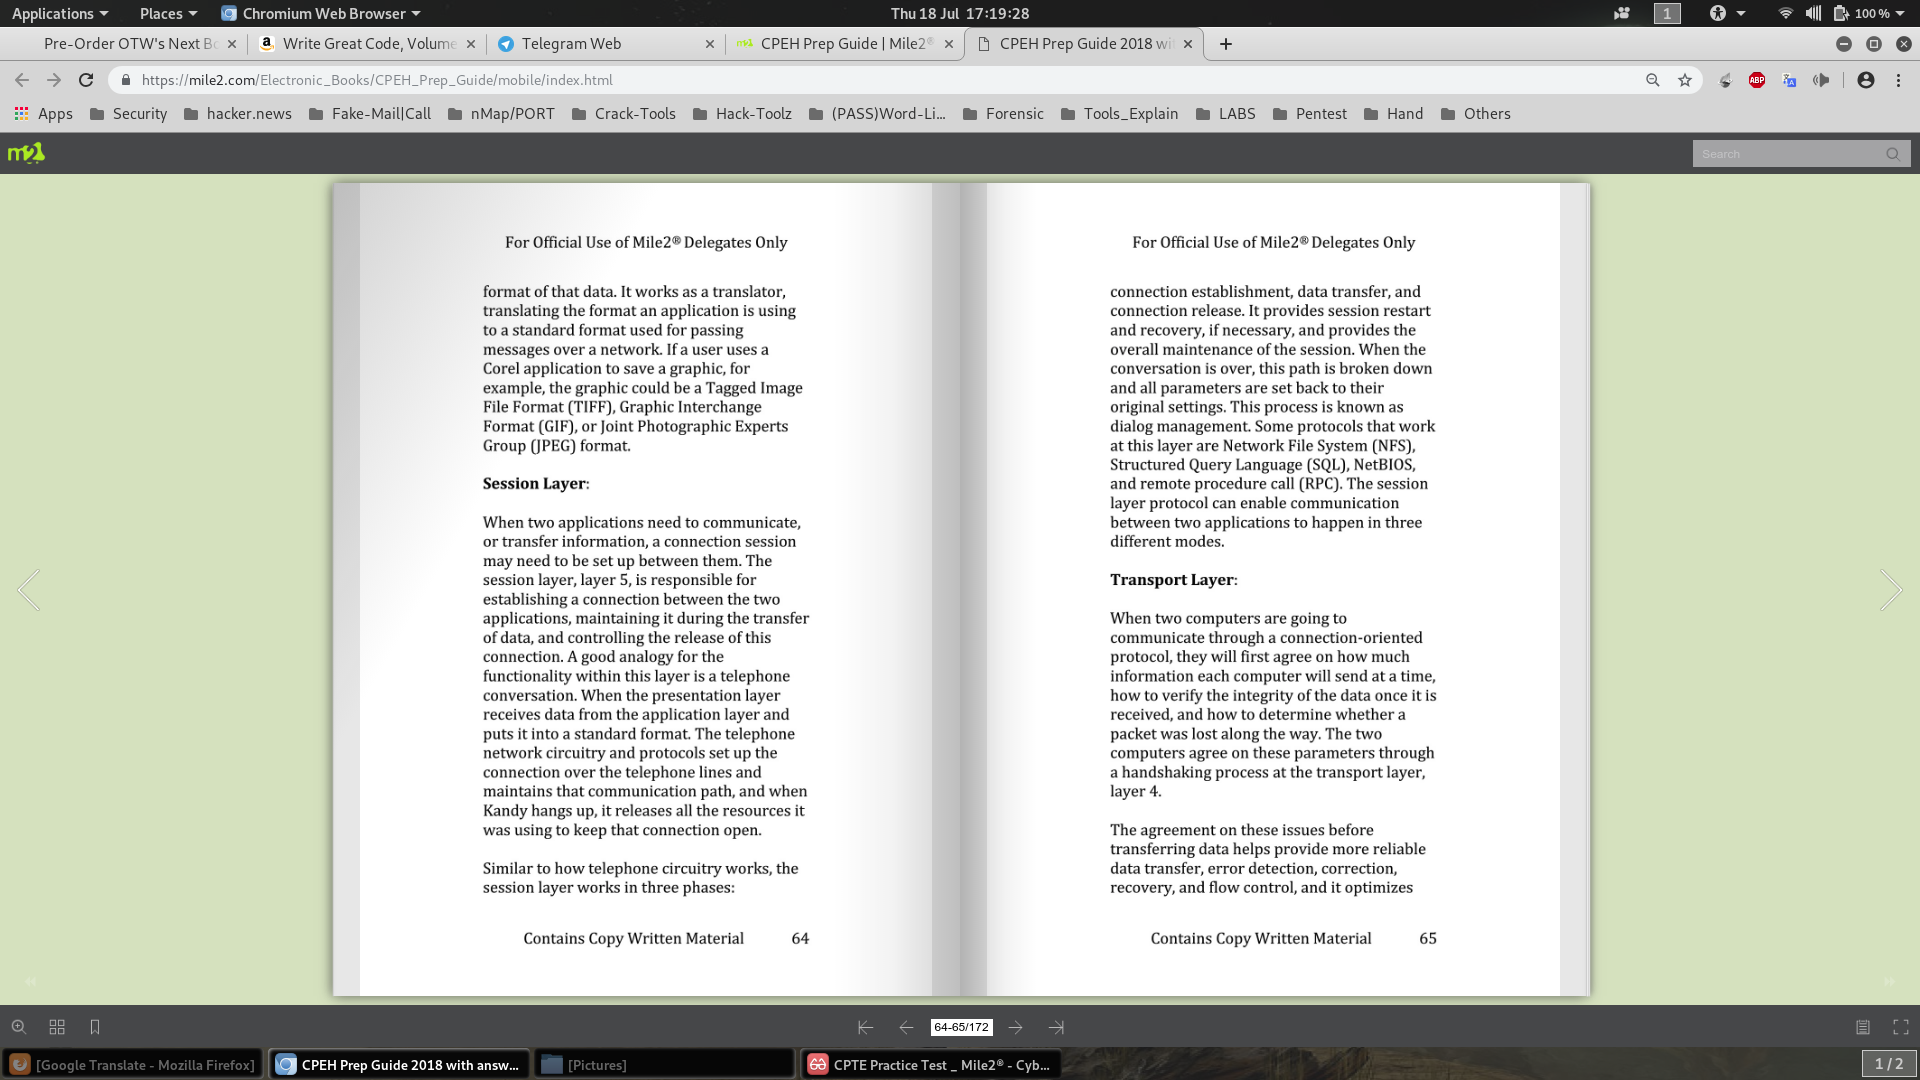 Applications Places Chromium Web Browser Thu 18 Jul 17:19:28 1 100 %
Pre-Order OTW's Next Bo Write Great Code, Volume Telegram Web CPEH Prep Guide | Mile2® CPEH Prep Guide 2018 wi
https://mile2.com/Electronic_Books/CPEH_Prep_Guide/mobile/index.html ABP
Apps Security hacker.news Fake-Mail|Call nMap/PORT Crack-Tools Hack-Toolz (PASS)Word-Li... Forensic Tools_Explain LABS Pentest Hand Others
m2 Search
For Official Use of Mile2® Delegates Only
format of that data. It works as a translator,
translating the format an application is using
to a standard format used for passing
messages over a network. If a user uses a
Corel application to save a graphic, for
example, the graphic could be a Tagged Image
File Format (TIFF), Graphic Interchange
Format (GIF), or Joint Photographic Experts
Group (JPEG) format.
Session Layer:
When two applications need to communicate,
or transfer information, a connection session
may need to be set up between them. The
session layer, layer 5, is responsible for
establishing a connection between the two
applications, maintaining it during the transfer
of data, and controlling the release of this
connection. A good analogy for the
functionality within this layer is a telephone
conversation. When the presentation layer
receives data from the application layer and
puts it into a standard format. The telephone
network circuitry and protocols set up the
connection over the telephone lines and
maintains that communication path, and when
Kandy hangs up, it releases all the resources it
was using to keep that connection open.
Similar to how telephone circuitry works, the
session layer works in three phases:
Contains Copy Written Material 64
For Official Use of Mile2® Delegates Only
connection establishment, data transfer, and
connection release. It provides session restart
and recovery, if necessary, and provides the
overall maintenance of the session. When the
conversation is over, this path is broken down
and all parameters are set back to their
original settings. This process is known as
dialog management. Some protocols that work
at this layer are Network File System (NFS),
Structured Query Language (SQL), NetBIOS,
and remote procedure call (RPC). The session
layer protocol can enable communication
between two applications to happen in three
different modes.
Transport Layer:
When two computers are going to
communicate through a connection-oriented
protocol, they will first agree on how much
information each computer will send at a time,
how to verify the integrity of the data once it is
received, and how to determine whether a
packet was lost along the way. The two
computers agree on these parameters through
a handshaking process at the transport layer,
layer 4.
The agreement on these issues before
transferring data helps provide more reliable
data transfer, error detection, correction,
recovery, and flow control, and it optimizes
Contains Copy Written Material 65
64-65/172
[Google Translate - Mozilla Firefox] CPEH Prep Guide 2018 with answ... [Pictures] CPTE Practice Test _ Mile2® - Cyb... 1 / 2